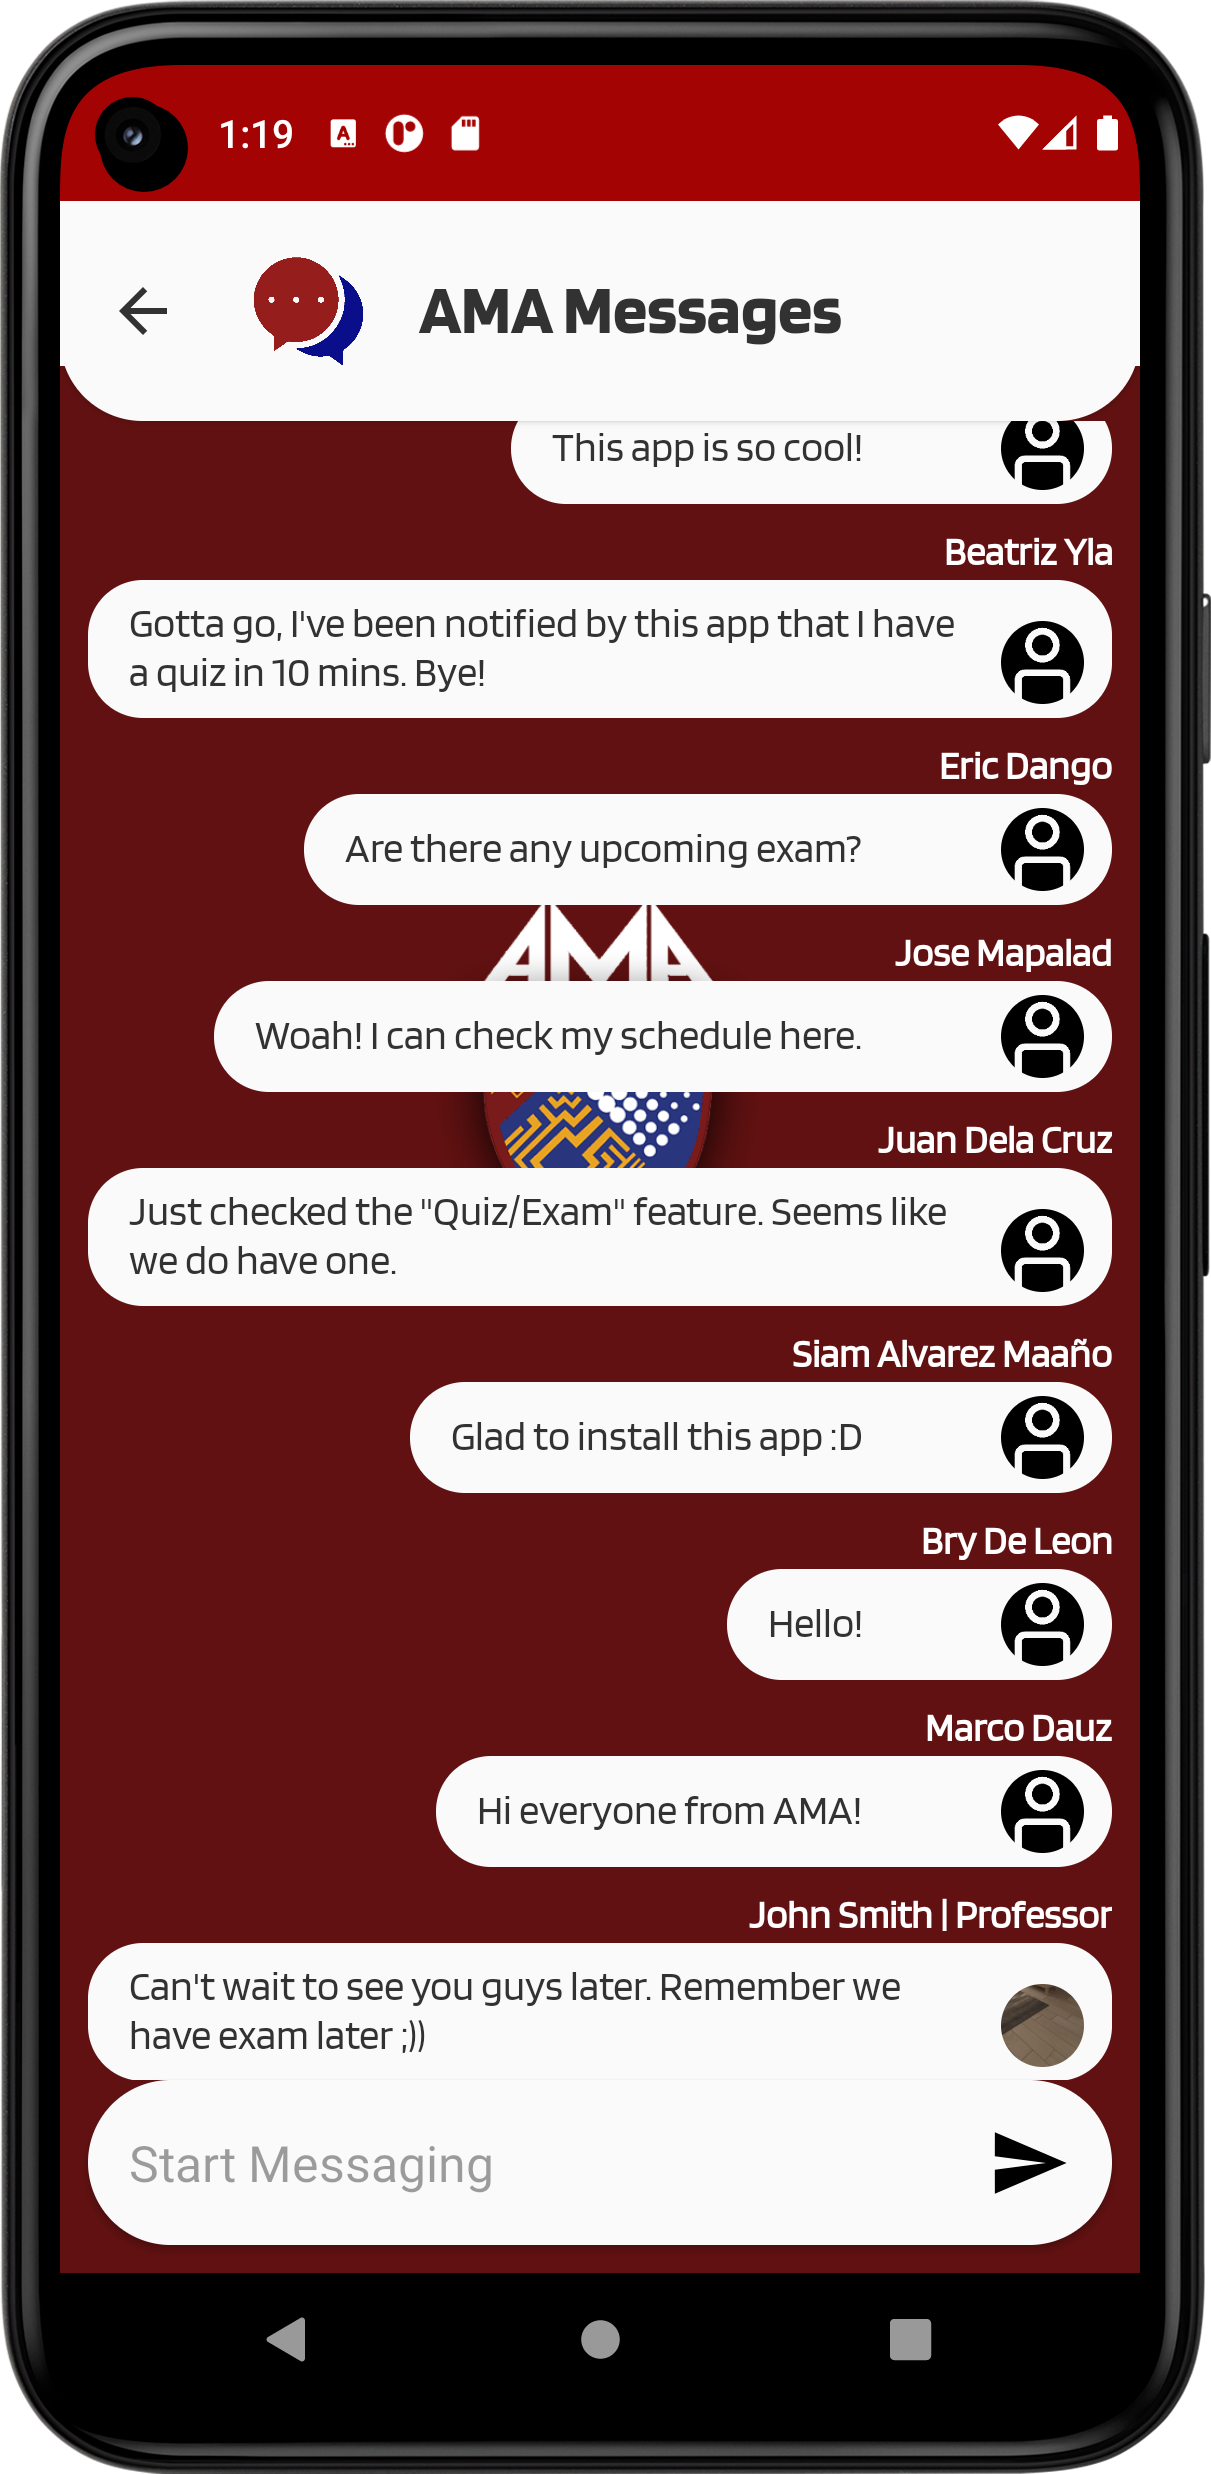 1:19
AMA Messages
This app is so cool!
Beatriz Yla
Gotta go, I've been notified by this app that I have
a quiz in 10 mins. Bye!
Eric Dango
Are there any upcoming exam?
AMA
Jose Mapalad
Woah! I can check my schedule here.
Juan Dela Cruz
Just checked the "Quiz/Exam" feature. Seems like
we do have one.
Siam Alvarez Maaño
Glad to install this app :D
Bry De Leon
Hello!
Marco Dauz
Hi everyone from AMA!
John Smith | Professor
Can't wait to see you guys later. Remember we
have exam later ;))
Start Messaging